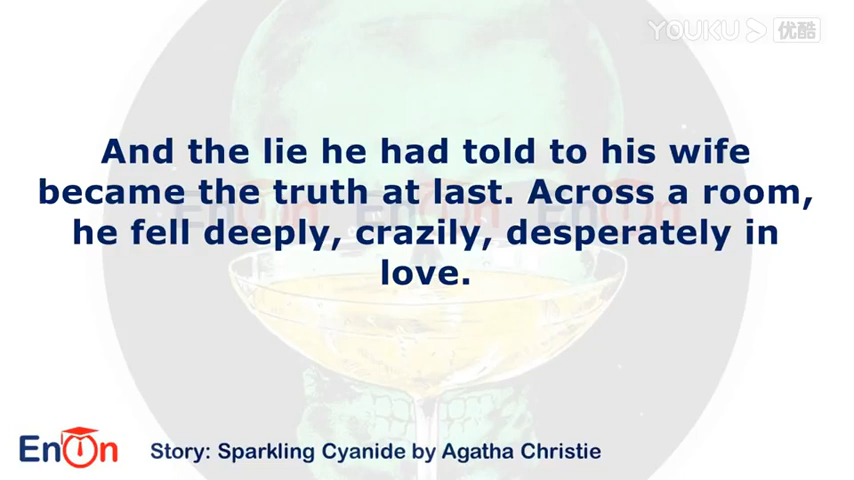 YOUKU 优酷
And the lie he had told to his wife
became the truth at last. Across a room,
he fell deeply, crazily, desperately in
love.
EnOn
Story: Sparkling Cyanide by Agatha Christie